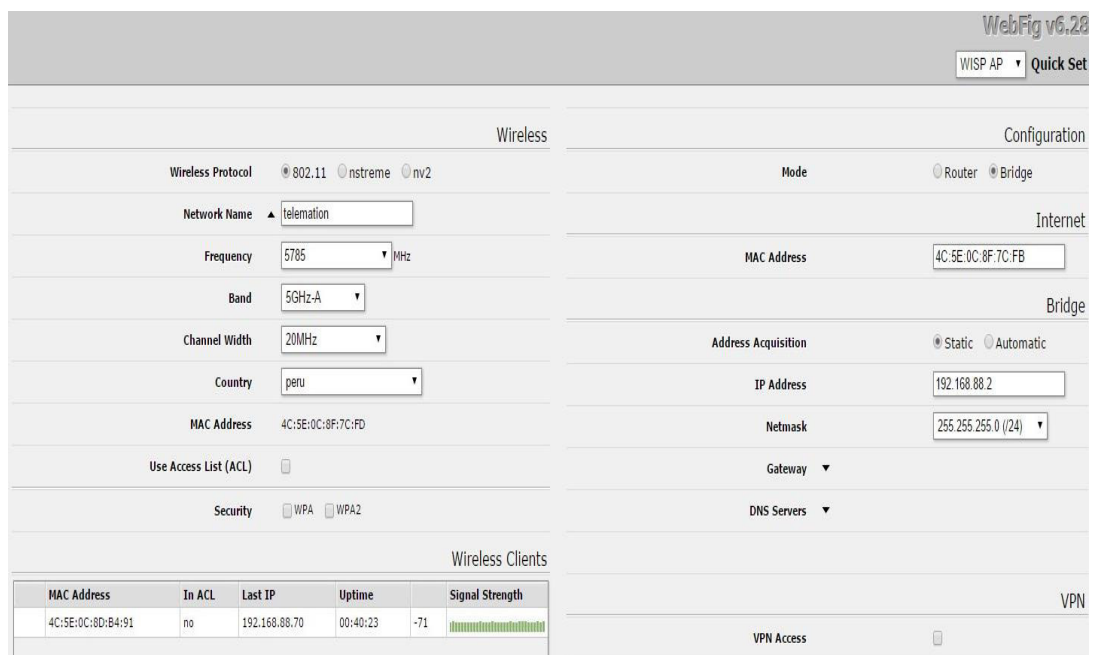 WebFig v6.28
WISP AP Quick Set
Wireless
Wireless Protocol 802.11 nstreme nv2
Network Name telemation
Frequency 5785 MHz
Band 5GHz-A
Channel Width 20MHz
Country peru
MAC Address 4C:5E:0C:8F:7C:FD
Use Access List (ACL)
Security WPA WPA2
Wireless Clients
MAC Address In ACL Last IP Uptime Signal Strength
4C:5E:0C:8D:B4:91 no 192.168.88.70 00:40:23 -71
Configuration
Mode Router Bridge
Internet
MAC Address 4C:5E:0C:8F:7C:FB
Bridge
Address Acquisition Static Automatic
IP Address 192.168.88.2
Netmask 255.255.255.0 (/24)
Gateway
DNS Servers
VPN
VPN Access